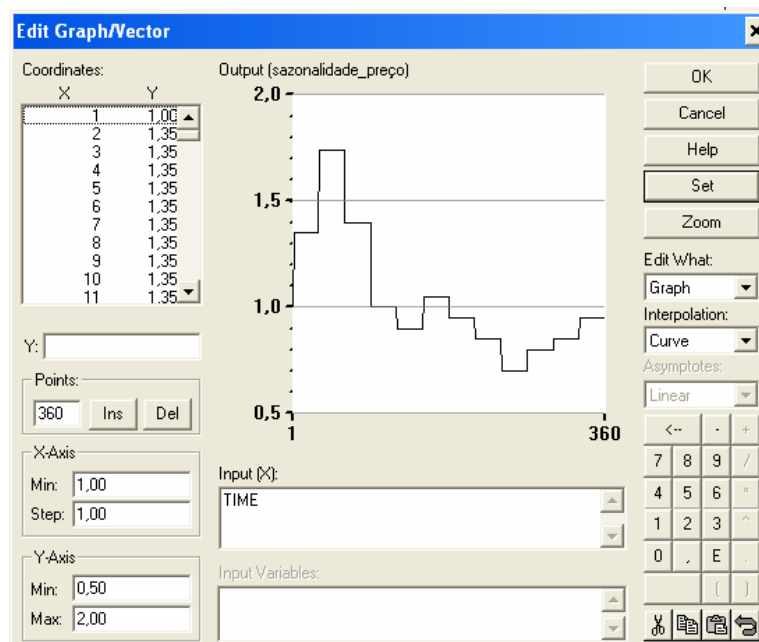 Edit Graph/Vector
Coordinates:
X Y
1 1,00
2 1,35
3 1,35
4 1,35
5 1,35
6 1,35
7 1,35
8 1,35
9 1,35
10 1,35
11 1,35
Y:
Points:
360 Ins Del
X-Axis
Min: 1,00
Step: 1,00
Y-Axis
Min: 0,50
Max: 2,00
Output (sazonalidade_preço)
2,0
1,5
1,0
0,5
1 360
Input (X):
TIME
Input Variables:
OK
Cancel
Help
Set
Zoom
Edit What:
Graph
Interpolation:
Curve
Asymptotes:
Linear
<-- - +
7 8 9 /
4 5 6 *
1 2 3 ^
0 , E .
( )